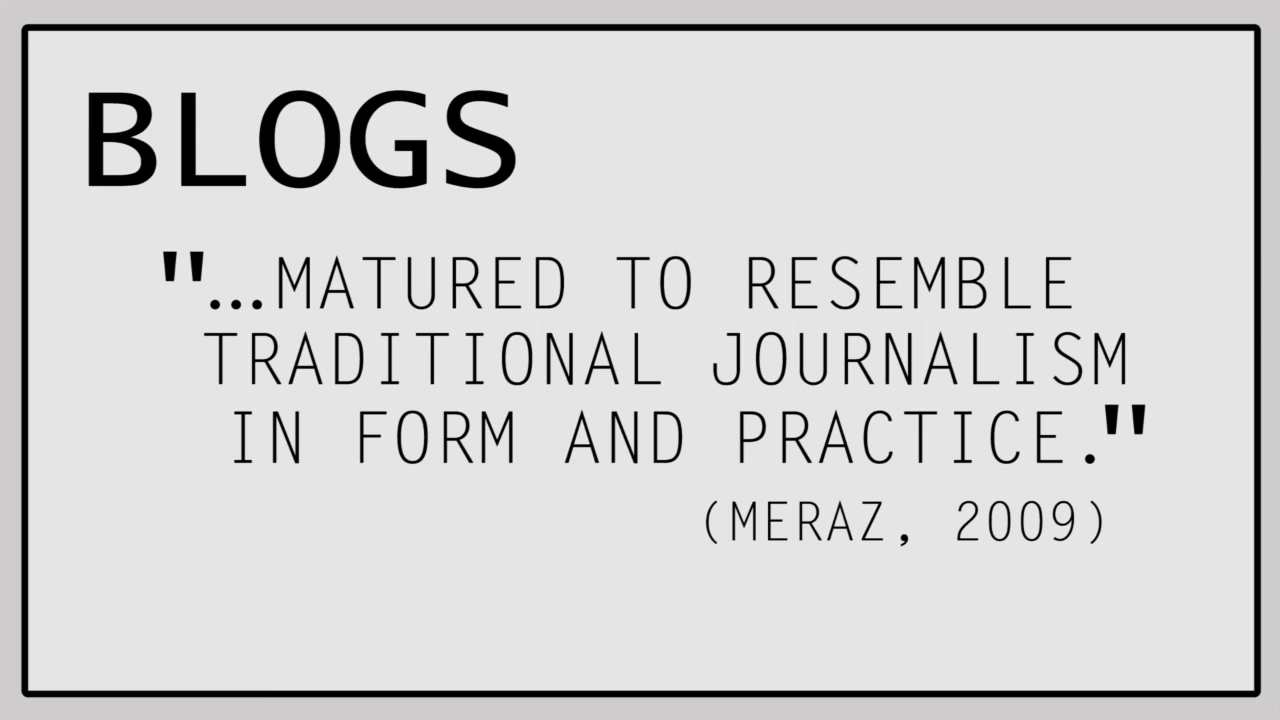 BLOGS
"...MATURED TO RESEMBLE
TRADITIONAL JOURNALISM
IN FORM AND PRACTICE."
(MERAZ, 2009)